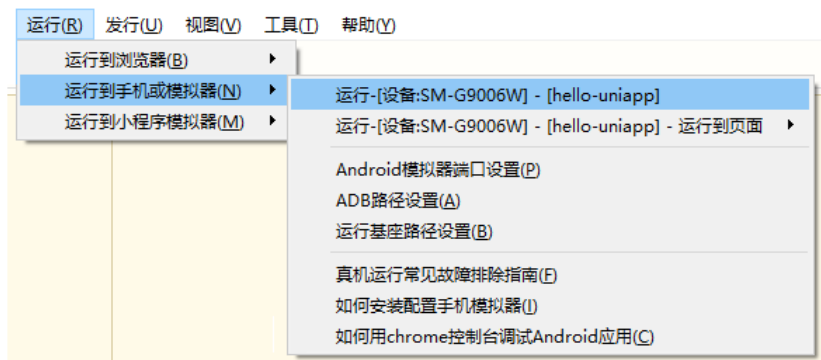 运行(R) 发行(U) 视图(V) 工具(T) 帮助(Y)
运行到浏览器(B)
运行到手机或模拟器(N)
运行到小程序模拟器(M)
运行-[设备:SM-G9006W] - [hello-uniapp]
运行-[设备:SM-G9006W] - [hello-uniapp] - 运行到页面
Android模拟器端口设置(P)
ADB路径设置(A)
运行基座路径设置(B)
真机运行常见故障排除指南(F)
如何安装配置手机模拟器(I)
如何用chrome控制台调试Android应用(C)